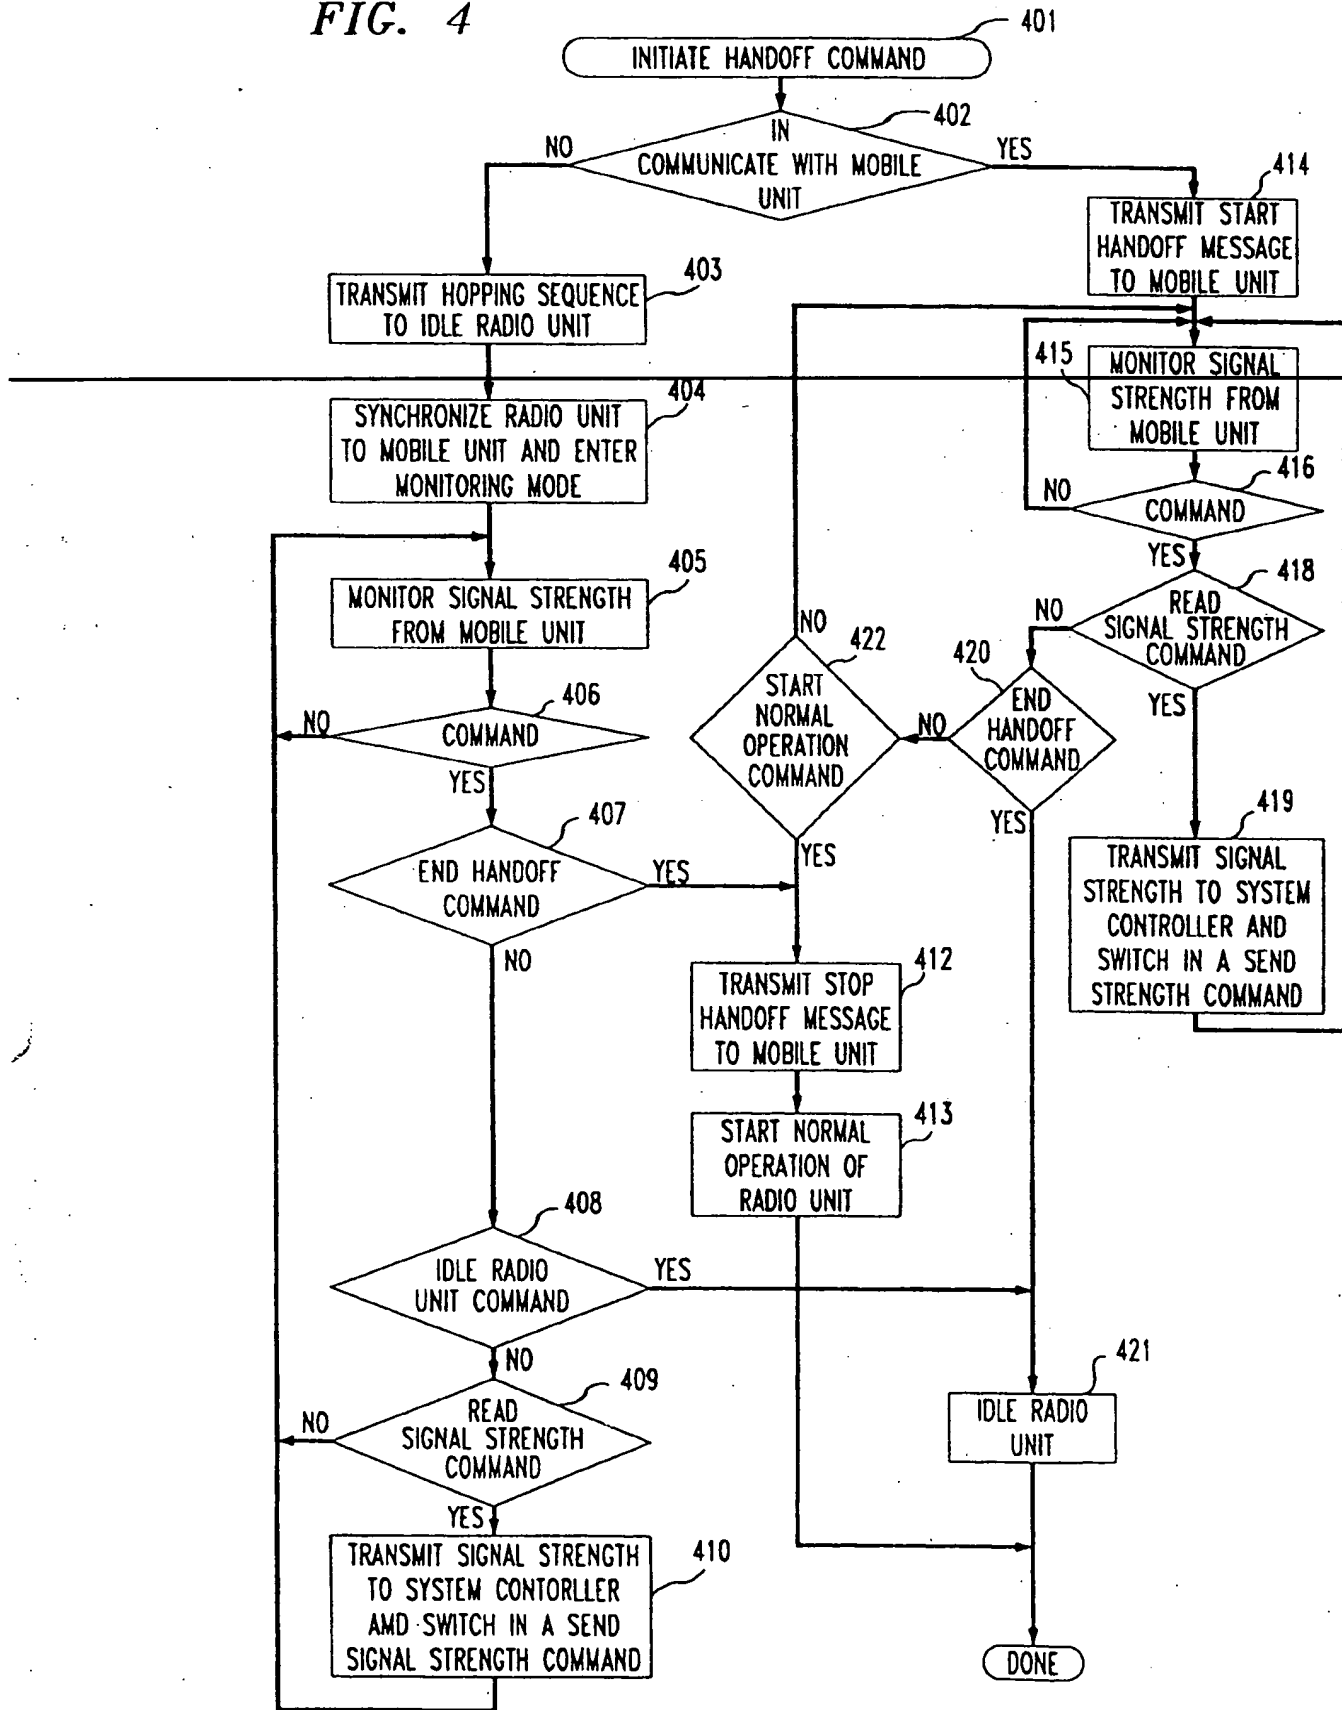 FIG. 4
401
INITIATE HANDOFF COMMAND
402
IN
COMMUNICATE WITH MOBILE
UNIT
NO
YES
414
TRANSMIT START
HANDOFF MESSAGE
TO MOBILE UNIT
403
TRANSMIT HOPPING SEQUENCE
TO IDLE RADIO UNIT
415
MONITOR SIGNAL
STRENGTH FROM
MOBILE UNIT
404
SYNCHRONIZE RADIO UNIT
TO MOBILE UNIT AND ENTER
MONITORING MODE
416
NO
COMMAND
YES
405
MONITOR SIGNAL STRENGTH
FROM MOBILE UNIT
418
NO
READ
SIGNAL STRENGTH
COMMAND
YES
NO
422
START
NORMAL
OPERATION
COMMAND
YES
420
END
HANDOFF
COMMAND
NO
YES
406
NO
COMMAND
YES
407
END HANDOFF
COMMAND
YES
NO
419
TRANSMIT SIGNAL
STRENGTH TO SYSTEM
CONTROLLER AND
SWITCH IN A SEND
STRENGTH COMMAND
412
TRANSMIT STOP
HANDOFF MESSAGE
TO MOBILE UNIT
413
START NORMAL
OPERATION OF
RADIO UNIT
408
IDLE RADIO
UNIT COMMAND
YES
NO
409
NO
READ
SIGNAL STRENGTH
COMMAND
YES
421
IDLE RADIO
UNIT
410
TRANSMIT SIGNAL STRENGTH
TO SYSTEM CONTORLLER
AMD SWITCH IN A SEND
SIGNAL STRENGTH COMMAND
DONE